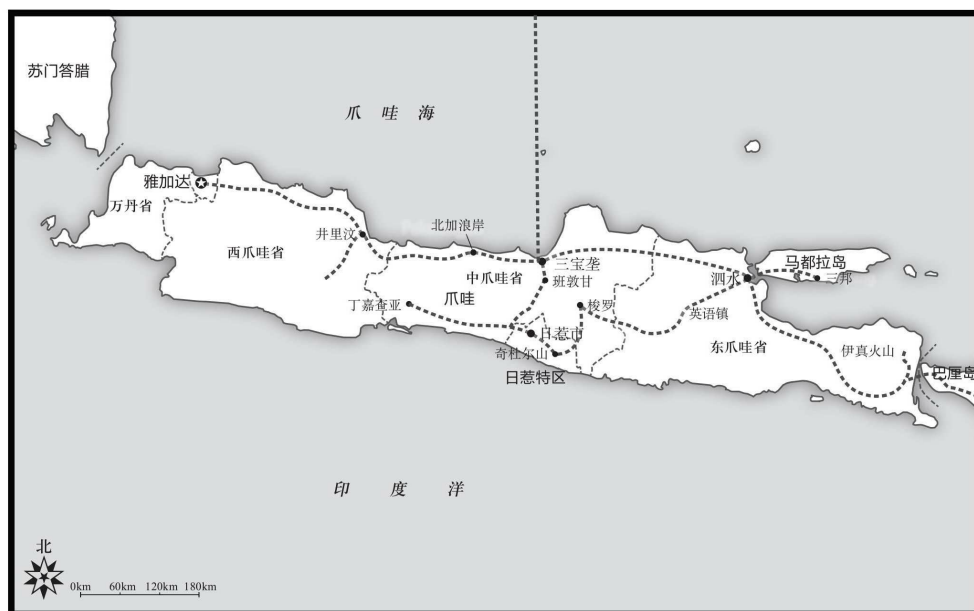 苏门答腊
爪哇海
雅加达
万丹省
北加浪岸
井里汶
西爪哇省
三宝垄
马都拉岛
中爪哇省
班敦甘
泗水
三邦
丁嘉查亚
爪哇
梭罗
英语镇
日惹市
奇杜尔山
东爪哇省
伊真火山
日惹特区
巴厘岛
印度洋
北
0km 60km 120km 180km